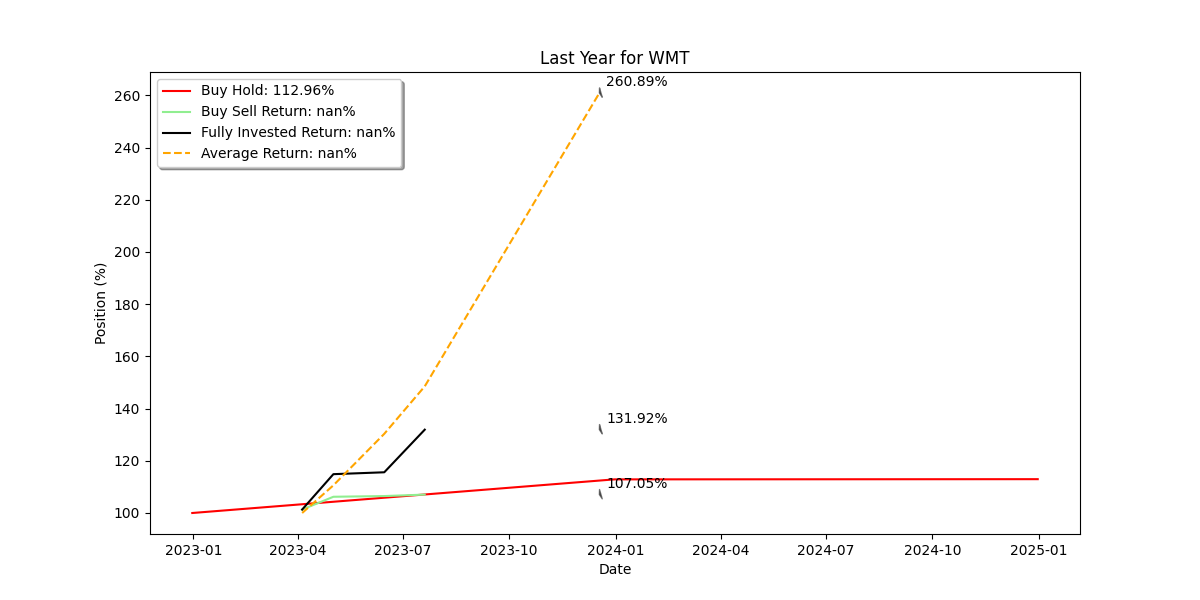 Last Year for WMT
Buy Hold: 112.96%
Buy Sell Return: nan%
Fully Invested Return: nan%
Average Return: nan%
260.89%
131.92%
107.05%
Position (%)
260
240
220
200
180
160
140
120
100
2023-01 2023-04 2023-07 2023-10 2024-01 2024-04 2024-07 2024-10 2025-01
Date